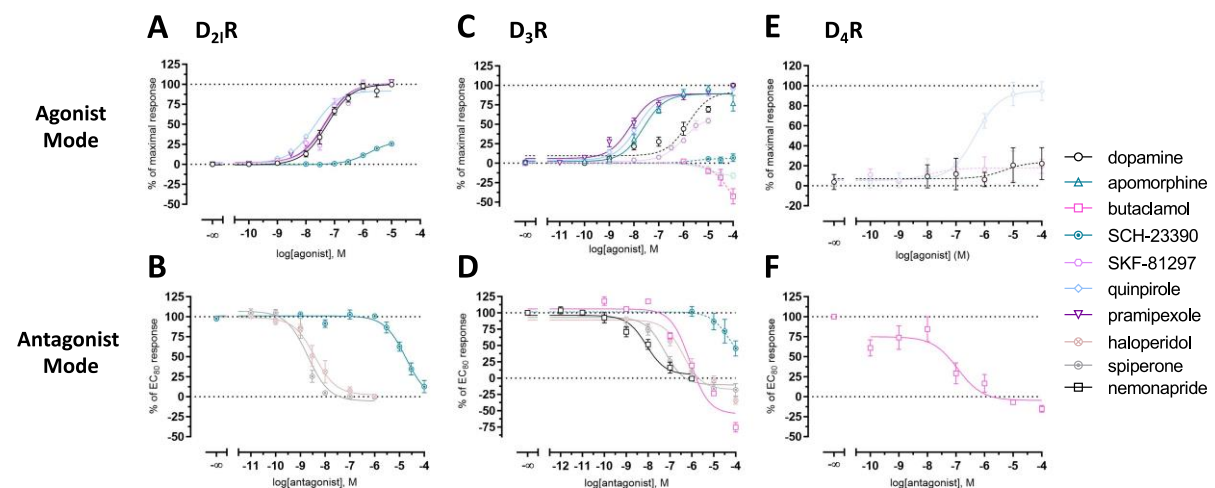 A D2lR
C D3R
E D4R
Agonist
Mode
% of maximal response
125
100
75
50
25
0
-25
-50
-∞ -10 -9 -8 -7 -6 -5 -4
log[agonist], M
% of maximal response
125
100
75
50
25
0
-25
-50
-∞ -11 -10 -9 -8 -7 -6 -5 -4
log[agonist], M
% of maximal response
120
100
80
60
40
20
0
-20
-∞ -10 -8 -6 -4
log[agonist] (M)
Antagonist
Mode
B
% of EC80 response
125
100
75
50
25
0
-25
-50
-∞ -11 -10 -9 -8 -7 -6 -5 -4
log[antagonist], M
D
% of EC80 response
125
100
75
50
25
0
-25
-50
-75
-∞ -12 -11 -10 -9 -8 -7 -6 -5 -4
log[antagonist], M
F
% of EC80 response
125
100
75
50
25
0
-25
-50
-∞ -10 -9 -8 -7 -6 -5 -4
log[antagonist], M
dopamine
apomorphine
butaclamol
SCH-23390
SKF-81297
quinpirole
pramipexole
haloperidol
spiperone
nemonapride